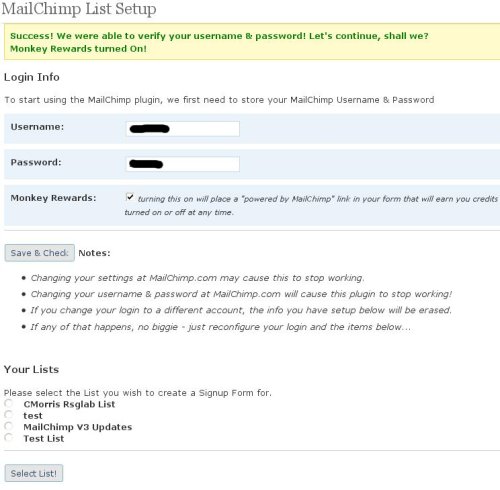 MailChimp List Setup
Success! We were able to verify your username & password! Let's continue, shall we?
Monkey Rewards turned On!
Login Info
To start using the MailChimp plugin, we first need to store your MailChimp Username & Password
Username:
Password:
Monkey Rewards: turning this on will place a "powered by MailChimp" link in your form that will earn you credits
turned on or off at any time.
Save & Check Notes:
Changing your settings at MailChimp.com may cause this to stop working.
Changing your username & password at MailChimp.com will cause this plugin to stop working!
If you change your login to a different account, the info you have setup below will be erased.
If any of that happens, no biggie - just reconfigure your login and the items below...
Your Lists
Please select the List you wish to create a Signup Form for.
CMorris Rsglab List
test
MailChimp V3 Updates
Test List
Select List!